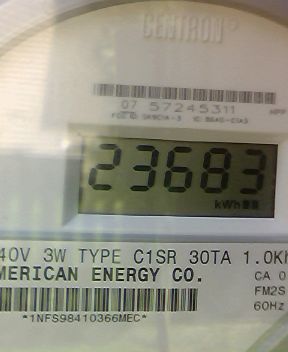 CENTRON®
07 57245311
23683
kWh
40V 3W TYPE C1SR 30TA 1.0Kh
MERICAN ENERGY CO.
CA 0
FM2S
60Hz
*1NFS98410366MEC*